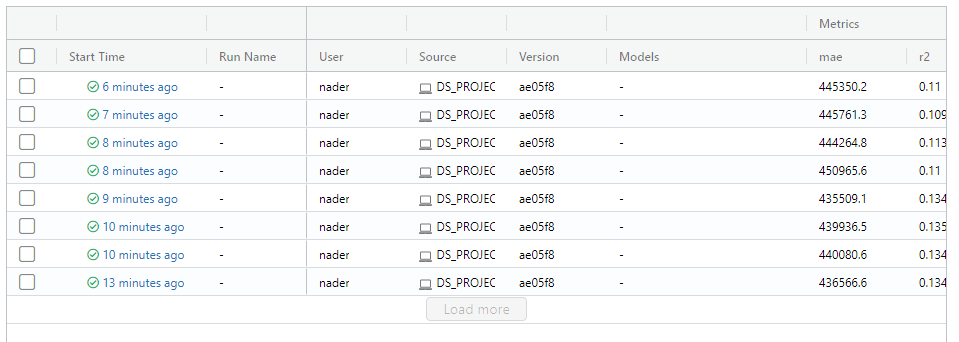 Metrics
Start Time Run Name User Source Version Models mae r2
6 minutes ago - nader DS_PROJEC ae05f8 - 445350.2 0.11
7 minutes ago - nader DS_PROJEC ae05f8 - 445761.3 0.109
8 minutes ago - nader DS_PROJEC ae05f8 - 444264.8 0.113
8 minutes ago - nader DS_PROJEC ae05f8 - 450965.6 0.11
9 minutes ago - nader DS_PROJEC ae05f8 - 435509.1 0.134
10 minutes ago - nader DS_PROJEC ae05f8 - 439936.5 0.135
10 minutes ago - nader DS_PROJEC ae05f8 - 440080.6 0.134
13 minutes ago - nader DS_PROJEC ae05f8 - 436566.6 0.134
Load more